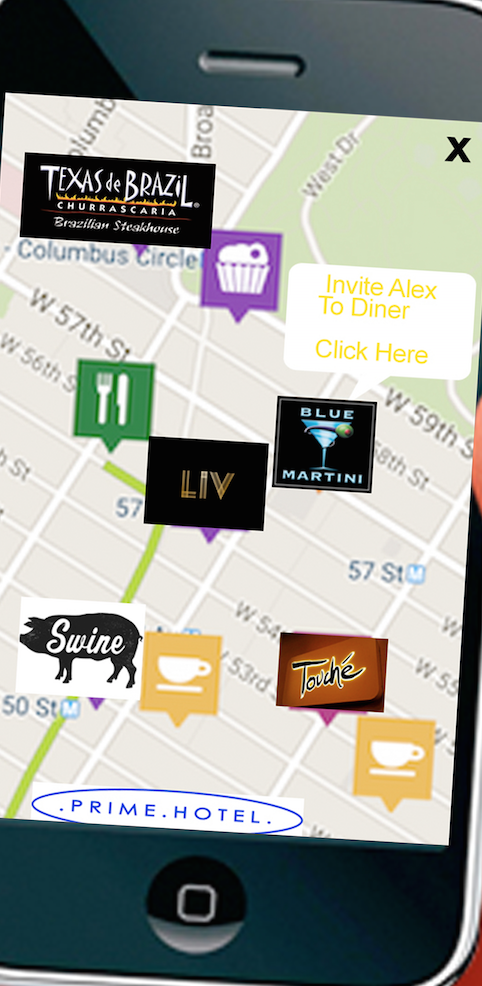 X
Columb
Broa
West Dr
TEXAS de BRAZIL®
CHURRASCARIA
Brazilian Steakhouse
Columbus Circle
Invite Alex
To Diner
Click Here
W 57th St
W 56th St
W 59th S
58th St
BLUE
MARTINI
LIV
57
57 St M
th St
Swine
W 54
W 53rd
Touché
W 55
W
50 St M
.PRIME.HOTEL.